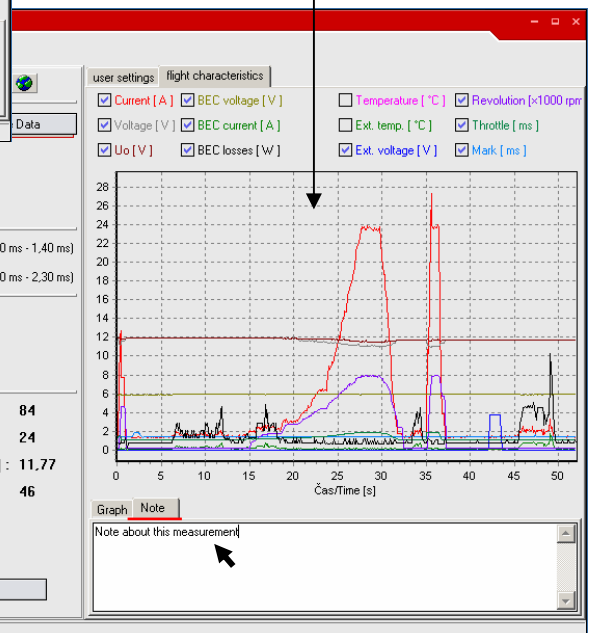 user settings flight characteristics
Current [ A ] BEC voltage [ V ] Temperature [ °C ] Revolution [×1000 rpm
Data Voltage [ V ] BEC current [ A ] Ext. temp. [ °C ] Throttle [ ms ]
Uo [ V ] BEC losses [ W ] Ext. voltage [ V ] Mark [ ms ]
28
26
24
22
0 ms - 1,40 ms)
20
18
0 ms - 2,30 ms)
16
14
12
10
8
6
84
4
24
2
: 11,77
0
46
0 5 10 15 20 25 30 35 40 45 50
Čas/Time [s]
Graph Note
Note about this measurement